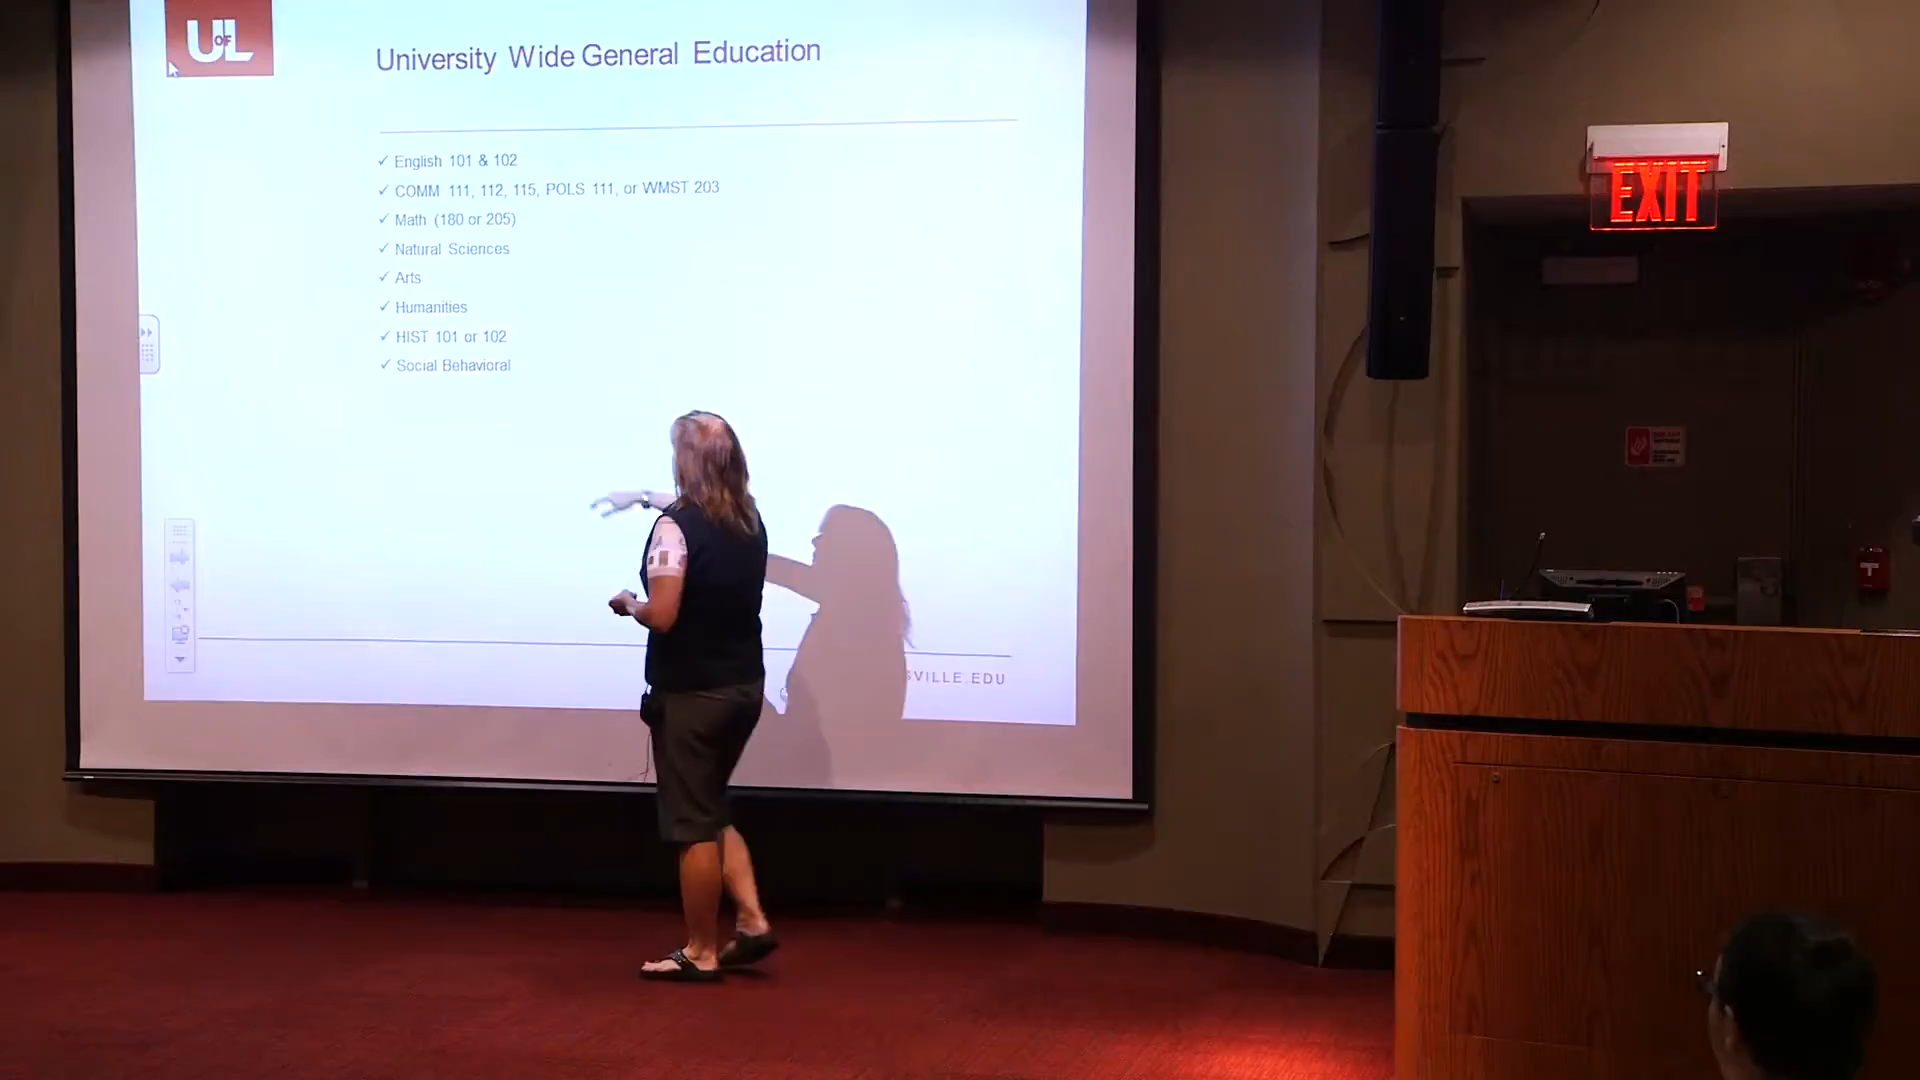 UofL
University Wide General Education
✓ English 101 & 102
✓ COMM 111, 112, 115, POLS 111, or WMST 203
✓ Math (180 or 205)
✓ Natural Sciences
✓ Arts
✓ Humanities
✓ HIST 101 or 102
✓ Social Behavioral
SVILLE.EDU
EXIT